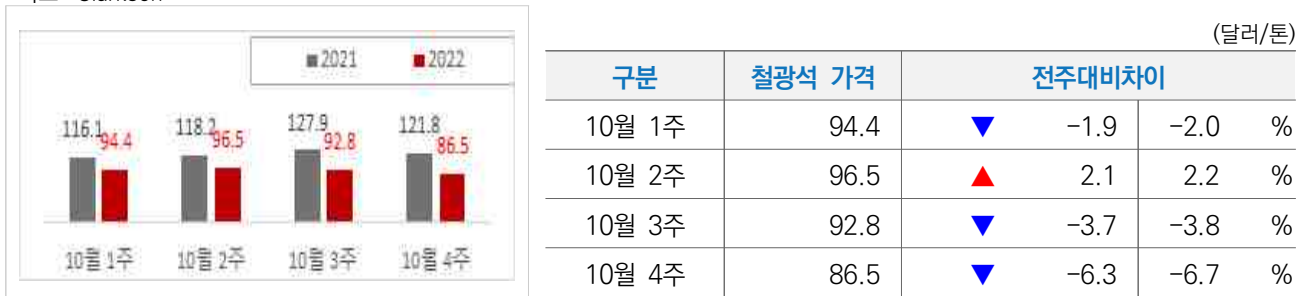 (달러/톤)
■2021 ■2022
116.1 94.4 118.2 96.5 127.9 92.8 121.8 86.5
10월 1주 10월 2주 10월 3주 10월 4주
구분 철광석 가격 전주대비차이
10월 1주 94.4 ▼ -1.9 -2.0 %
10월 2주 96.5 ▲ 2.1 2.2 %
10월 3주 92.8 ▼ -3.7 -3.8 %
10월 4주 86.5 ▼ -6.3 -6.7 %